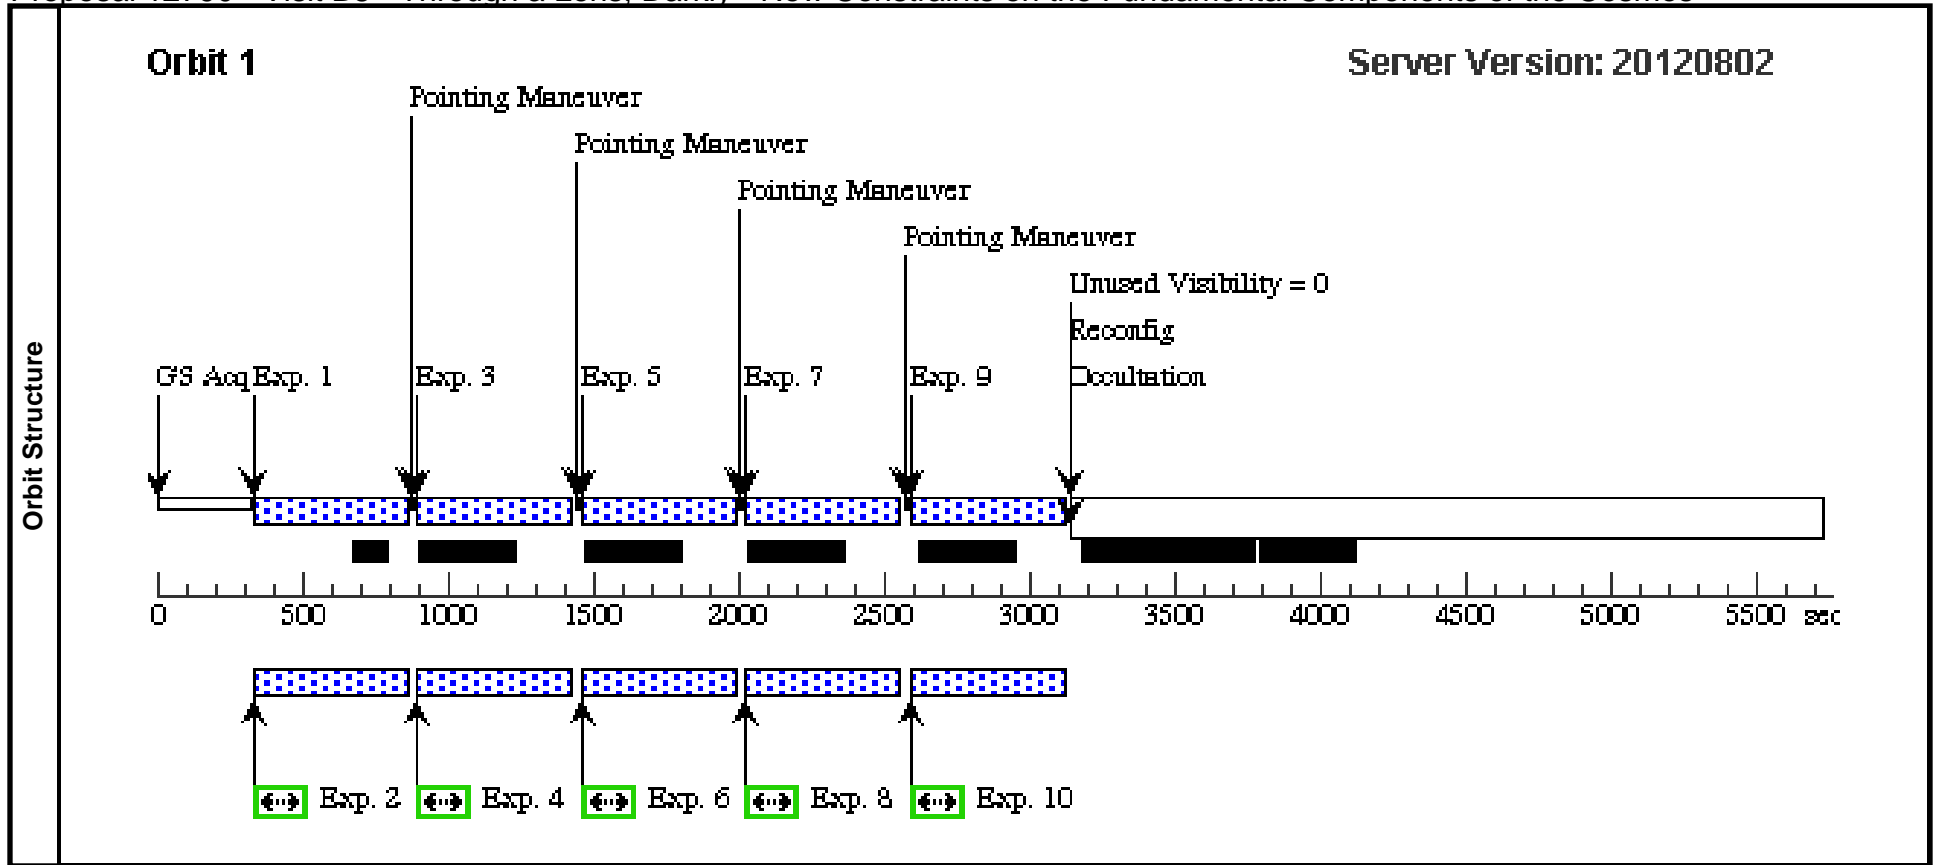 Orbit Structure
Orbit 1
Server Version: 20120802
Pointing Maneuver
Pointing Maneuver
Pointing Maneuver
Pointing Maneuver
Unused Visibility = 0
Reconfig
GS Acq Exp. 1 Exp. 3 Exp. 5 Exp. 7 Exp. 9 Occultation
0 500 1000 1500 2000 2500 3000 3500 4000 4500 5000 5500 sec
Exp. 2 Exp. 4 Exp. 6 Exp. 8 Exp. 10